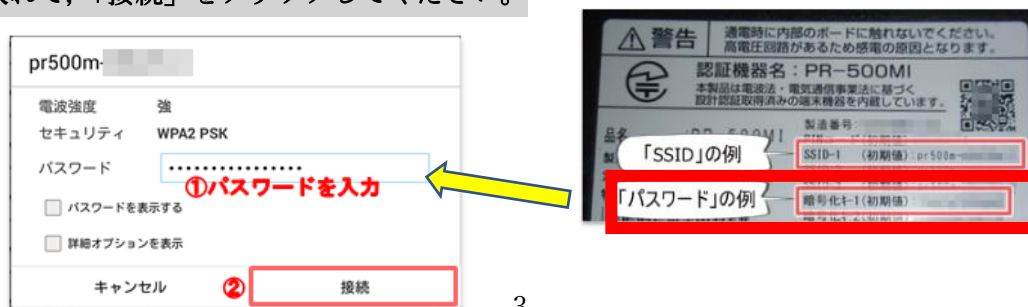 「接続」をクリックしてください。
pr500m-
電波強度 強
セキュリティ WPA2 PSK
パスワード ••••••••••••••••
①パスワードを入力
パスワードを表示する
詳細オプションを表示
キャンセル ② 接続
警告 通電時に内部のボードに触れないでください。
高電圧回路があるため感電の原因となります。
認証機器名：PR-500MI
本製品は電波法・電気通信事業法に基づく
設計認証取得済みの端末機器を内蔵しています。
品名
製造番号
「SSID」の例
SSID-1 (初期値):pr500m-
「パスワード」の例
暗号化キ-1(初期値):
3